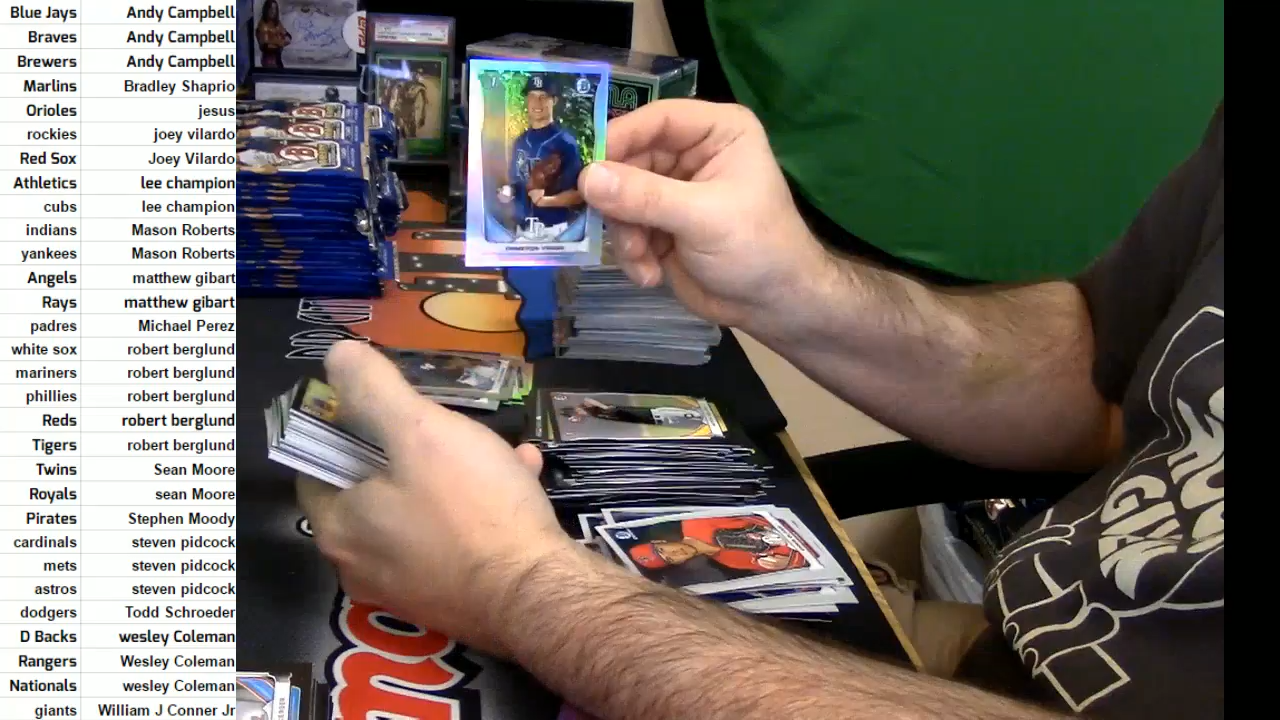 Blue Jays Andy Campbell
Braves Andy Campbell
Brewers Andy Campbell
Marlins Bradley Shaprio
Orioles jesus
rockies joey vilardo
Red Sox Joey Vilardo
Athletics lee champion
cubs lee champion
indians Mason Roberts
yankees Mason Roberts
Angels matthew gibart
Rays matthew gibart
padres Michael Perez
white sox robert berglund
mariners robert berglund
phillies robert berglund
Reds robert berglund
Tigers robert berglund
Twins Sean Moore
Royals sean Moore
Pirates Stephen Moody
cardinals steven pidcock
mets steven pidcock
astros steven pidcock
dodgers Todd Schroeder
D Backs wesley Coleman
Rangers Wesley Coleman
Nationals wesley Coleman
giants William J Conner Jr
TB